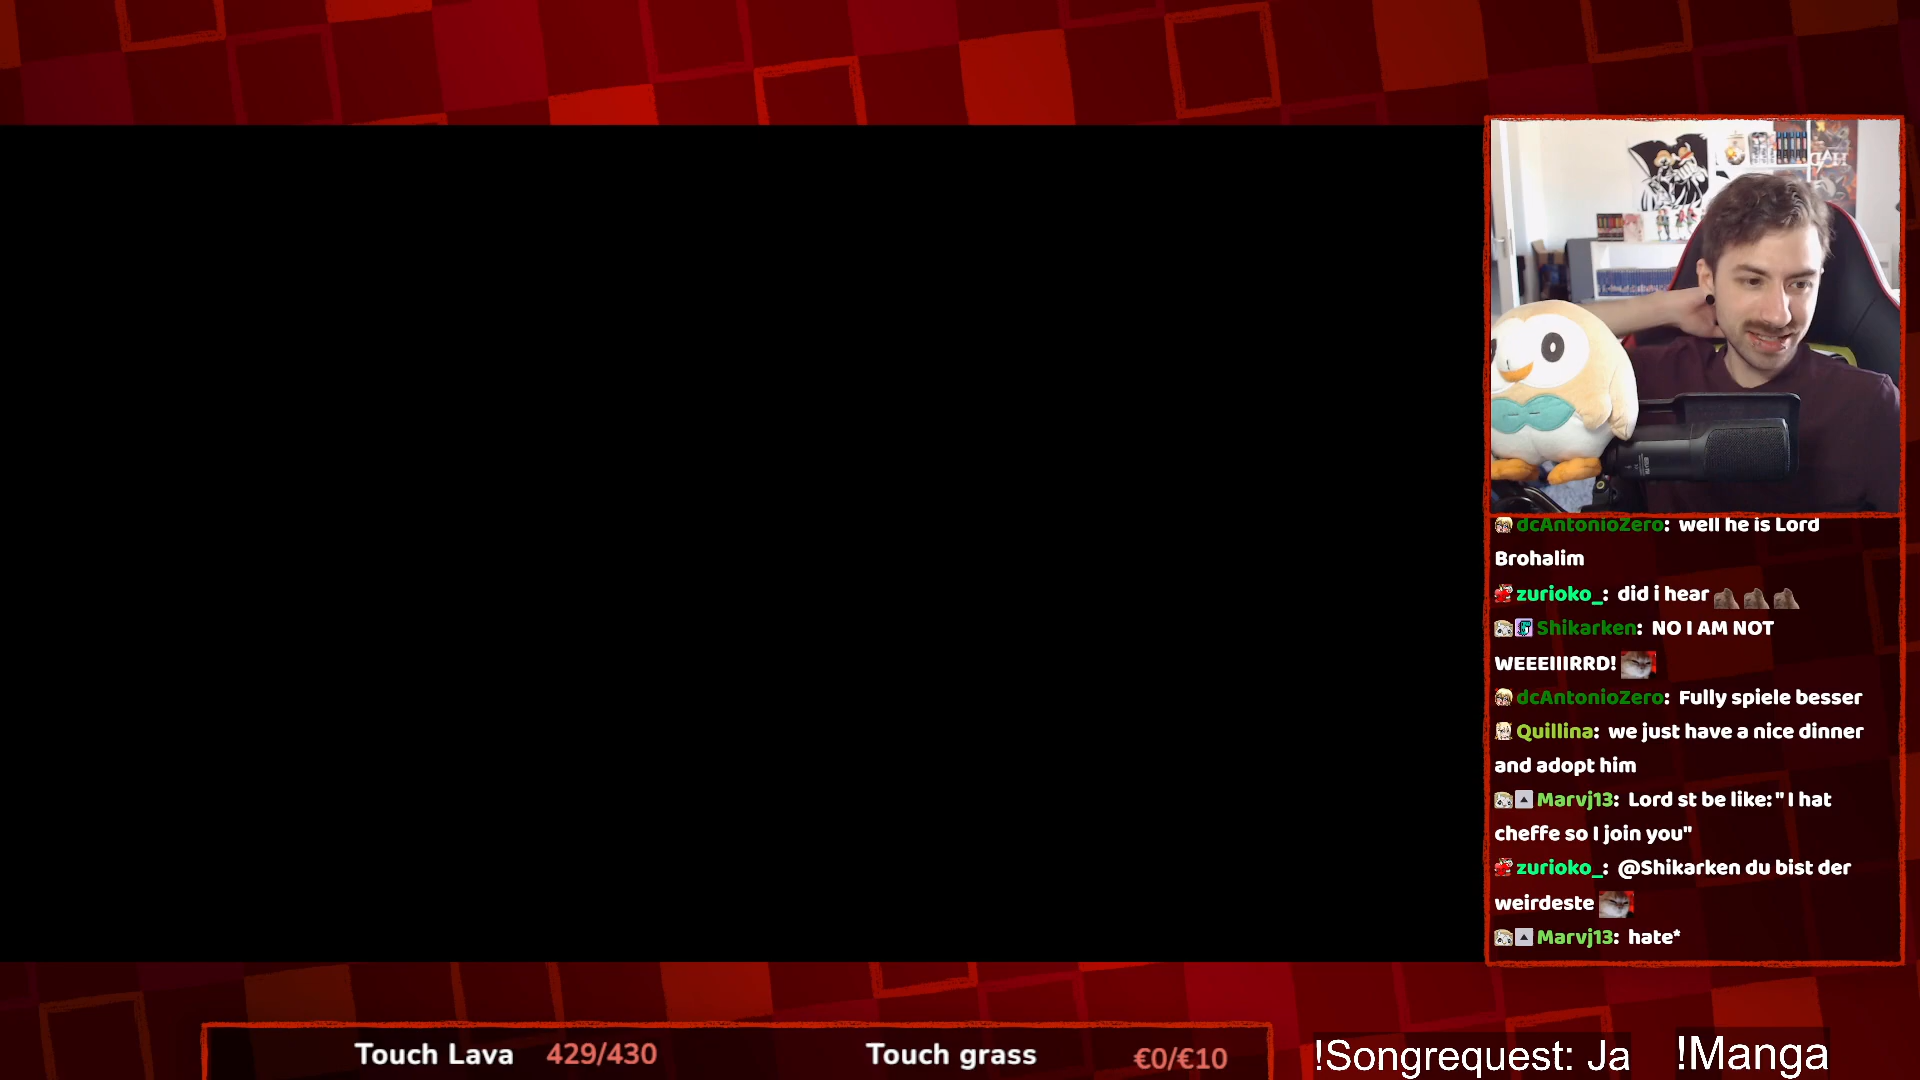 dcAntonioZero: well he is Lord
Brohalim
zurioko_: did i hear
Shikarken: NO I AM NOT
WEEEIIIRRD!
dcAntonioZero: Fully spiele besser
Quillina: we just have a nice dinner
and adopt him
Marvj13: Lord st be like: " I hat
cheffe so I join you"
zurioko_: @Shikarken du bist der
weirdeste
Marvj13: hate*
Touch Lava 429/430
Touch grass €0/€10
!Songrequest: Ja
!Manga